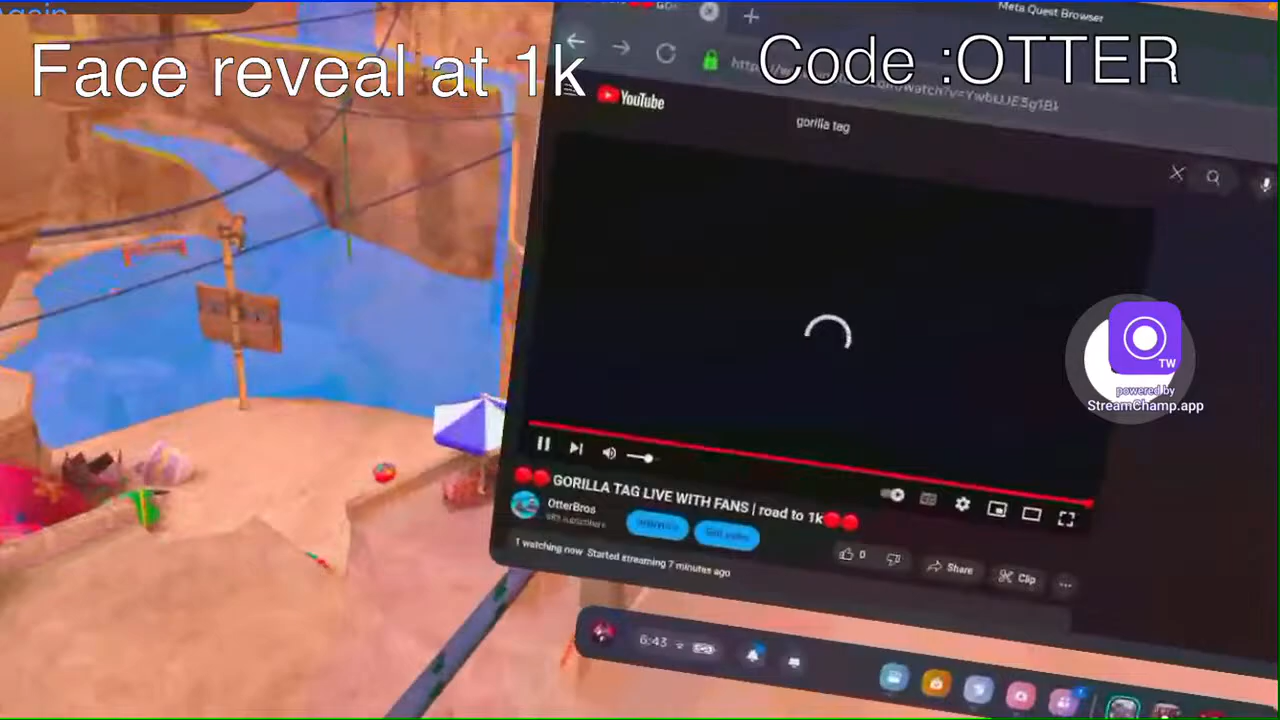 Again
Face reveal at 1k
Code :OTTER
Meta Quest Browser
YouTube
gorilla tag
TW
powered by
StreamChamp.app
GORILLA TAG LIVE WITH FANS | road to 1k
OtterBros
subscribers
0
Share
Clip
1 watching now Started streaming 7 minutes ago
6:43